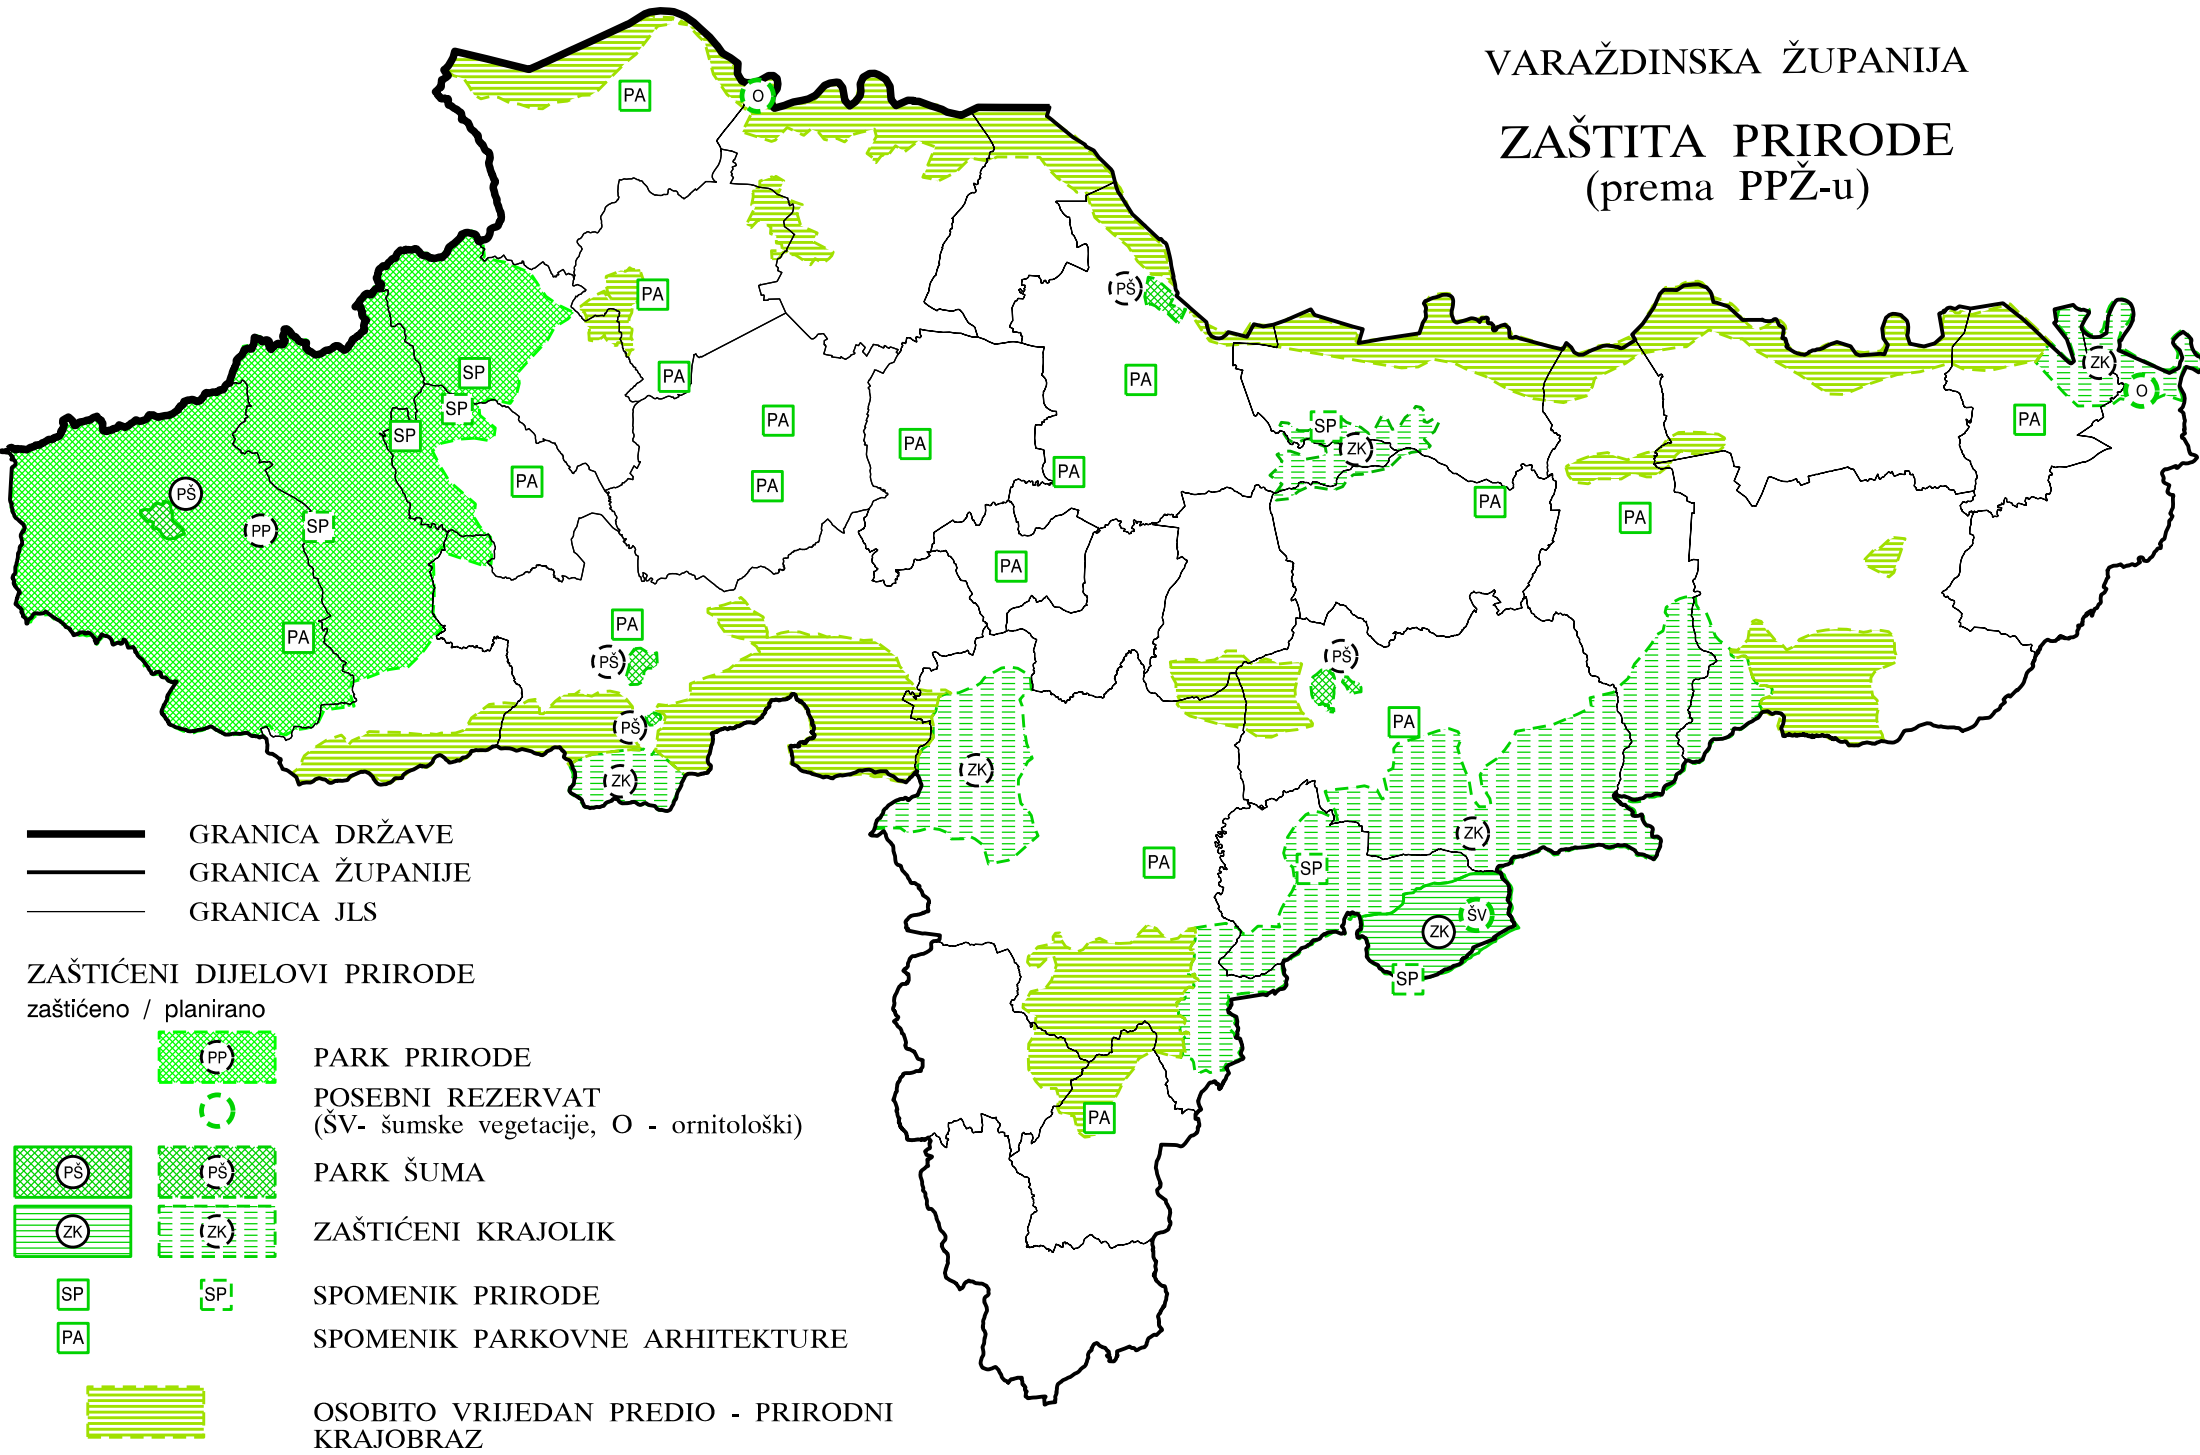 VARAŽDINSKA ŽUPANIJA
ZAŠTITA PRIRODE
(prema PPŽ-u)
PA
O
PA
PŠ
SP
PA
PA
SP
PA
SP
PA
PA
PA
PA
PA
SP
ZK
PA
PA
ZK
O
PA
PŠ
PP
SP
PA
PA
PA
PŠ
PŠ
ZK
PŠ
PA
ZK
ZK
PA
SP
ZK
ŠV
SP
PA
GRANICA DRŽAVE
GRANICA ŽUPANIJE
GRANICA JLS
ZAŠTIĆENI DIJELOVI PRIRODE
zaštićeno / planirano
PP PARK PRIRODE
POSEBNI REZERVAT
(ŠV- šumske vegetacije, O - ornitološki)
PŠ PŠ PARK ŠUMA
ZK ZK ZAŠTIĆENI KRAJOLIK
SP SP SPOMENIK PRIRODE
PA SPOMENIK PARKOVNE ARHITEKTURE
OSOBITO VRIJEDAN PREDIO - PRIRODNI
KRAJOBRAZ